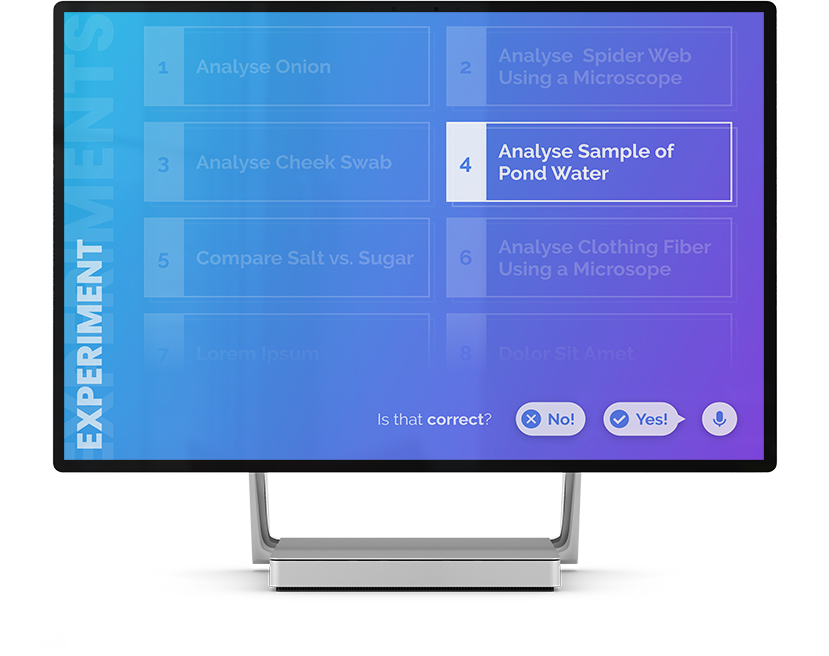 EXPERIMENTS
EXPERIMENT
1
Analyse Onion
2
Analyse Spider Web
Using a Microscope
3
Analyse Cheek Swab
4
Analyse Sample of
Pond Water
5
Compare Salt vs. Sugar
6
Analyse Clothing Fiber
Using a Microsope
7
Lorem Ipsum
8
Dolor Sit Amet
Is that correct?
No!
Yes!